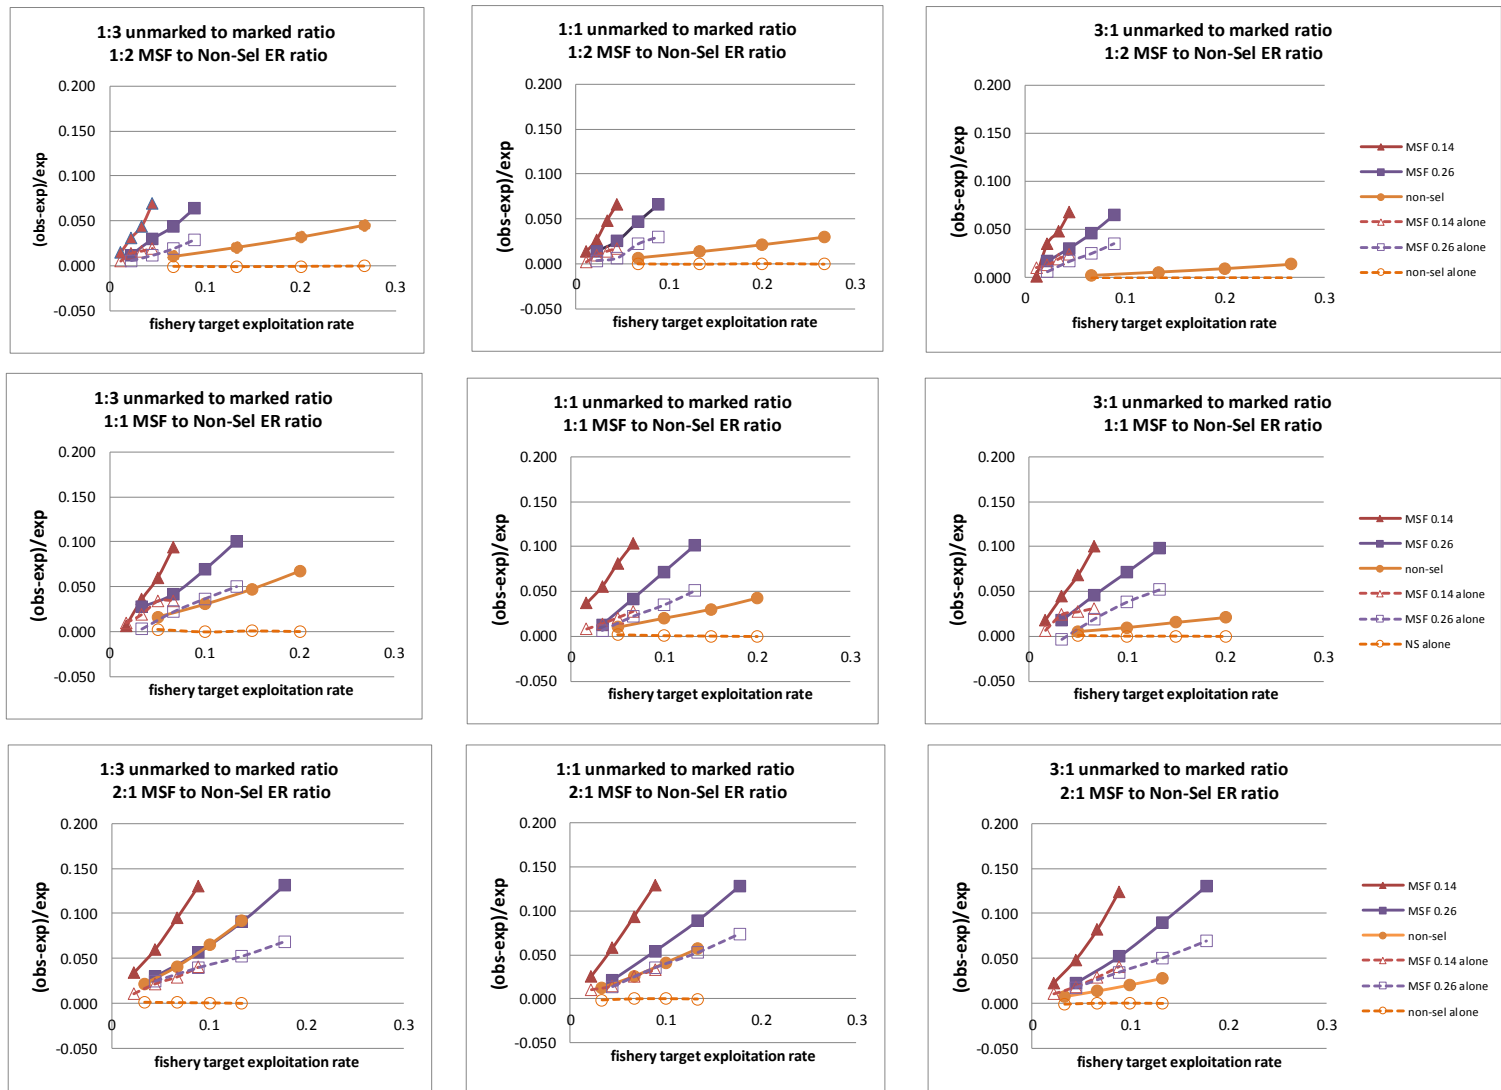 1:3 unmarked to marked ratio
1:2 MSF to Non-Sel ER ratio
0.200
0.150
0.100
0.050
0.000
-0.050
0
0.1
0.2
0.3
(obs-exp)/exp
fishery target exploitation rate
1:1 unmarked to marked ratio
1:2 MSF to Non-Sel ER ratio
0.200
0.150
0.100
0.050
0.000
-0.050
0
0.1
0.2
0.3
(obs-exp)/exp
fishery target exploitation rate
3:1 unmarked to marked ratio
1:2 MSF to Non-Sel ER ratio
0.200
0.150
0.100
0.050
0.000
-0.050
0
0.1
0.2
0.3
fishery target exploitation rate
MSF 0.14
MSF 0.26
non-sel
MSF 0.14 alone
MSF 0.26 alone
non-sel alone
1:3 unmarked to marked ratio
1:1 MSF to Non-Sel ER ratio
0.200
0.150
0.100
0.050
0.000
-0.050
0
0.1
0.2
0.3
(obs-exp)/exp
fishery target exploitation rate
1:1 unmarked to marked ratio
1:1 MSF to Non-Sel ER ratio
0.200
0.150
0.100
0.050
0.000
-0.050
0
0.1
0.2
0.3
(obs-exp)/exp
fishery target exploitation rate
3:1 unmarked to marked ratio
1:1 MSF to Non-Sel ER ratio
0.200
0.150
0.100
0.050
0.000
-0.050
0
0.1
0.2
0.3
(obs-exp)/exp
fishery target exploitation rate
MSF 0.14
MSF 0.26
non-sel
MSF 0.14 alone
MSF 0.26 alone
NS alone
1:3 unmarked to marked ratio
2:1 MSF to Non-Sel ER ratio
0.200
0.150
0.100
0.050
0.000
-0.050
0
0.1
0.2
0.3
(obs-exp)/exp
fishery target exploitation rate
1:1 unmarked to marked ratio
2:1 MSF to Non-Sel ER ratio
0.200
0.150
0.100
0.050
0.000
-0.050
0
0.1
0.2
0.3
(obs-exp)/exp
fishery target exploitation rate
3:1 unmarked to marked ratio
2:1 MSF to Non-Sel ER ratio
0.200
0.150
0.100
0.050
0.000
-0.050
0
0.1
0.2
0.3
(obs-exp)/exp
fishery target exploitation rate
MSF 0.14
MSF 0.26
non-sel
MSF 0.14 alone
MSF 0.26 alone
non-sel alone